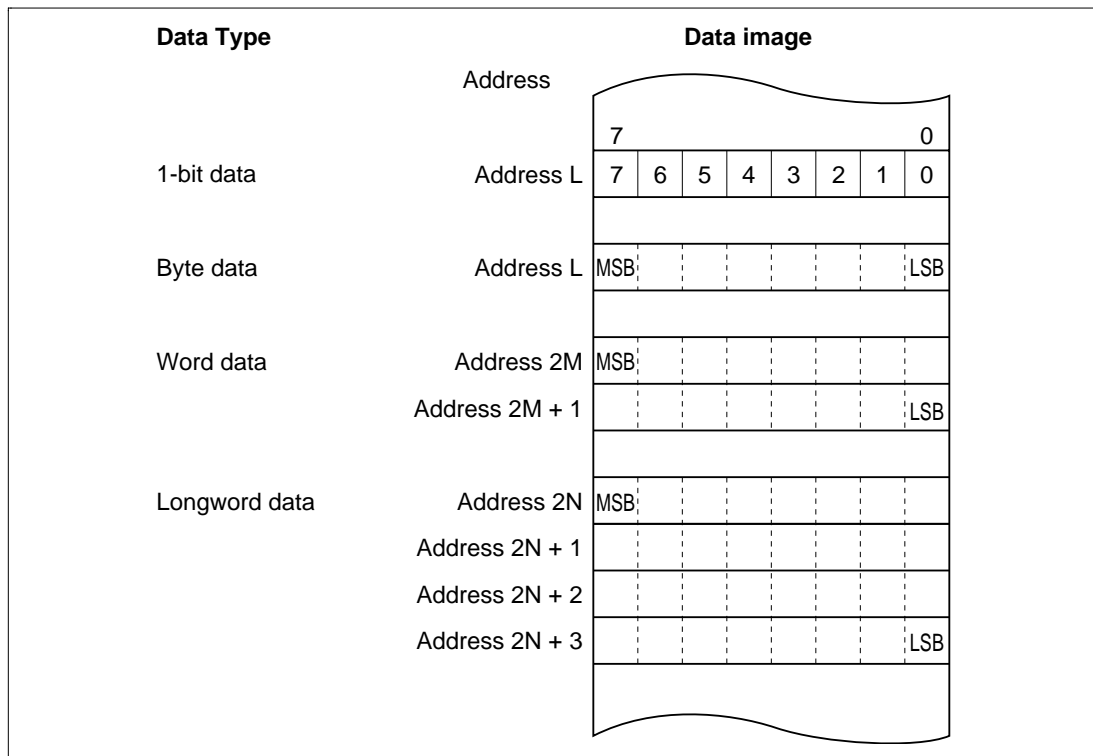 Data Type Data image
Address
7 0
1-bit data Address L 7 6 5 4 3 2 1 0
Byte data Address L MSB LSB
Word data Address 2M MSB
Address 2M + 1 LSB
Longword data Address 2N MSB
Address 2N + 1
Address 2N + 2
Address 2N + 3 LSB